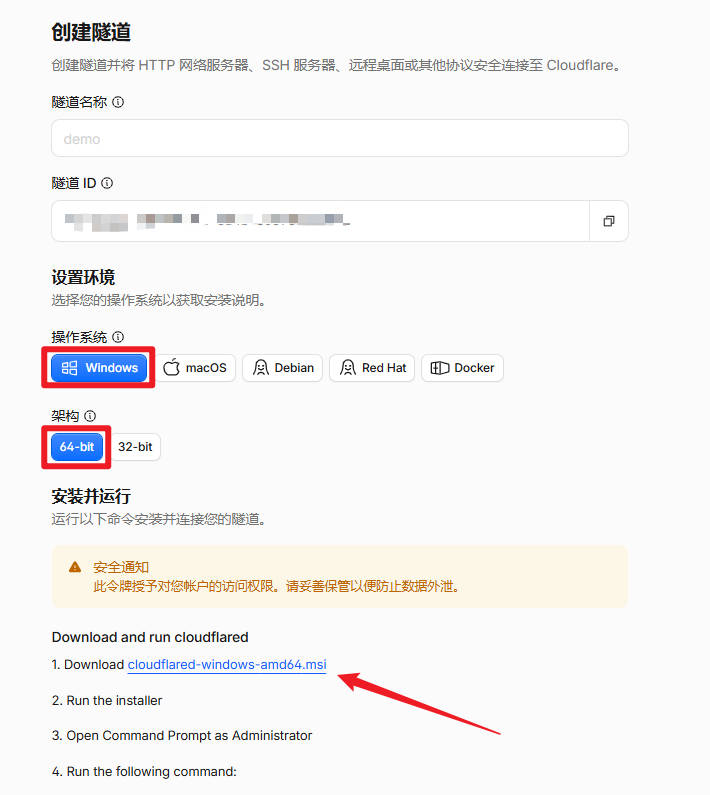 创建隧道
创建隧道并将 HTTP 网络服务器、SSH 服务器、远程桌面或其他协议安全连接至 Cloudflare。
隧道名称
demo
隧道 ID
设置环境
选择您的操作系统以获取安装说明。
操作系统
Windows macOS Debian Red Hat Docker
架构
64-bit 32-bit
安装并运行
运行以下命令安装并连接您的隧道。
安全通知
此令牌授予对您帐户的访问权限。请妥善保管以便防止数据外泄。
Download and run cloudflared
1. Download cloudflared-windows-amd64.msi
2. Run the installer
3. Open Command Prompt as Administrator
4. Run the following command: